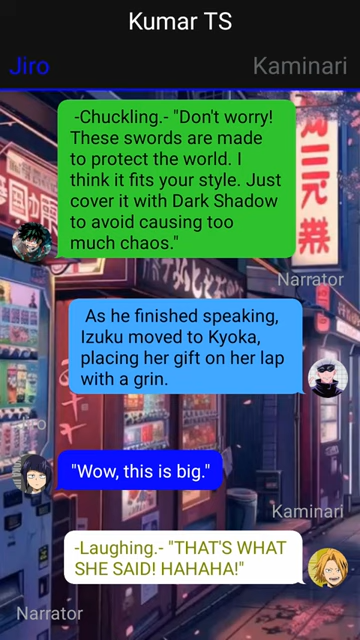 Kumar TS
Jiro
Kaminari
-Chuckling.- "Don't worry!
These swords are made
to protect the world. I
think it fits your style. Just
cover it with Dark Shadow
to avoid causing too
much chaos."
Narrator
As he finished speaking,
Izuku moved to Kyoka,
placing her gift on her lap
with a grin.
"Wow, this is big."
Kaminari
-Laughing.- "THAT'S WHAT
SHE SAID! HAHAHA!"
Narrator